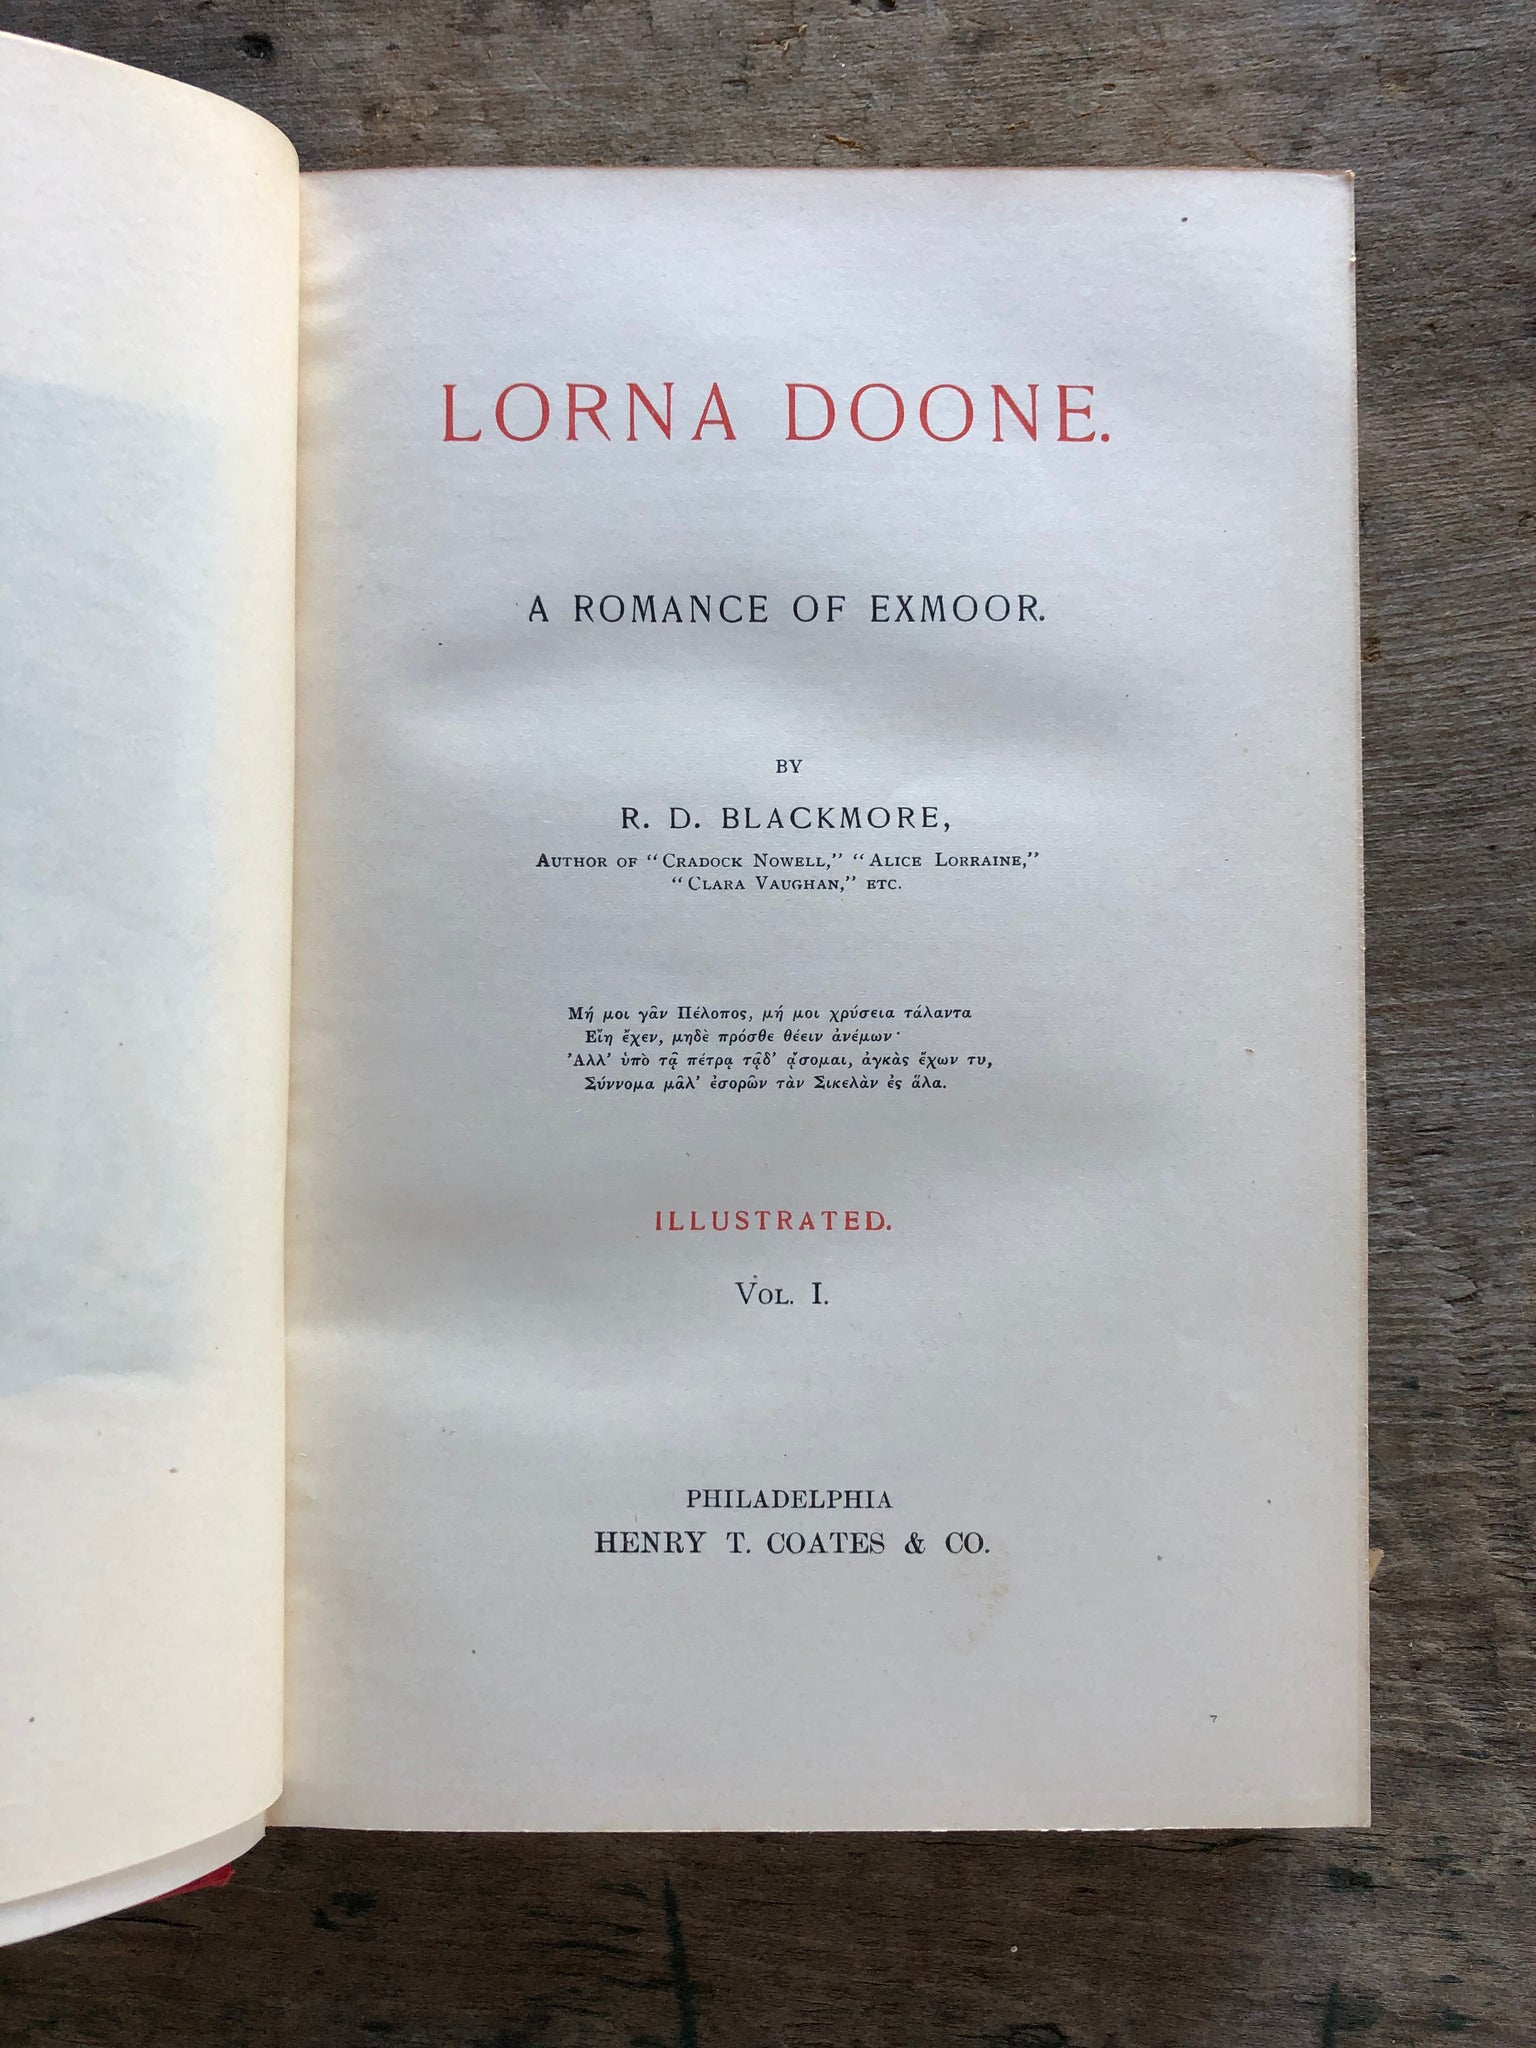 LORNA DOONE.
A ROMANCE OF EXMOOR.
BY
R. D. BLACKMORE,
AUTHOR OF “CRADOCK NOWELL,” “ALICE LORRAINE,”
“CLARA VAUGHAN,” ETC.
Μή μοι γᾶν Πέλοπος, μή μοι χρύσεια τάλαντα
Εἴη ἔχεν, μηδὲ πρόσθε θέειν ἀνέμων·
'Αλλ' ὑπὸ τᾷ πέτρᾳ τᾷδ' ᾄσομαι, ἀγκὰς ἔχων τυ,
Σύννομα μᾶλ' ἐσορῶν τὰν Σικελὰν ἐς ἅλα.
ILLUSTRATED.
VOL. I.
PHILADELPHIA
HENRY T. COATES & CO.
7